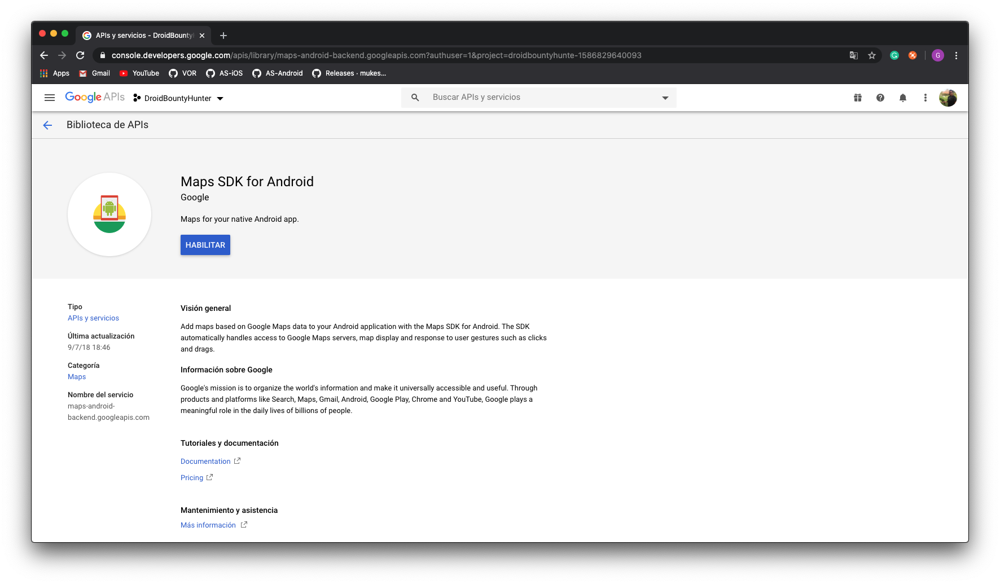 APIs y servicios - DroidBounty
console.developers.google.com/apis/library/maps-android-backend.googleapis.com?authuser=1&project=droidbountyhunte-1586829640093
G
Apps
Gmail
YouTube
VOR
AS-iOS
AS-Android
Releases · mukes...
Google APIs
DroidBountyHunter
Buscar APIs y servicios
Biblioteca de APIs
Maps SDK for Android
Google
Maps for your native Android app.
HABILITAR
Tipo
APIs y servicios
Última actualización
9/7/18 18:46
Categoría
Maps
Nombre del servicio
maps-android-
backend.googleapis.com
Visión general
Add maps based on Google Maps data to your Android application with the Maps SDK for Android. The SDK
automatically handles access to Google Maps servers, map display and response to user gestures such as clicks
and drags.
Información sobre Google
Google's mission is to organize the world's information and make it universally accessible and useful. Through
products and platforms like Search, Maps, Gmail, Android, Google Play, Chrome and YouTube, Google plays a
meaningful role in the daily lives of billions of people.
Tutoriales y documentación
Documentation
Pricing
Mantenimiento y asistencia
Más información